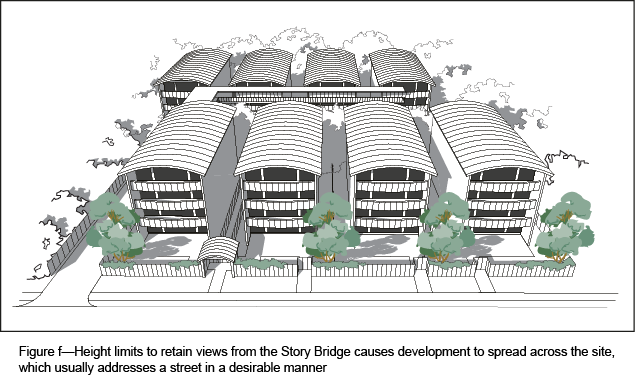 Figure f—Height limits to retain views from the Story Bridge causes development to spread across the site,
which usually addresses a street in a desirable manner